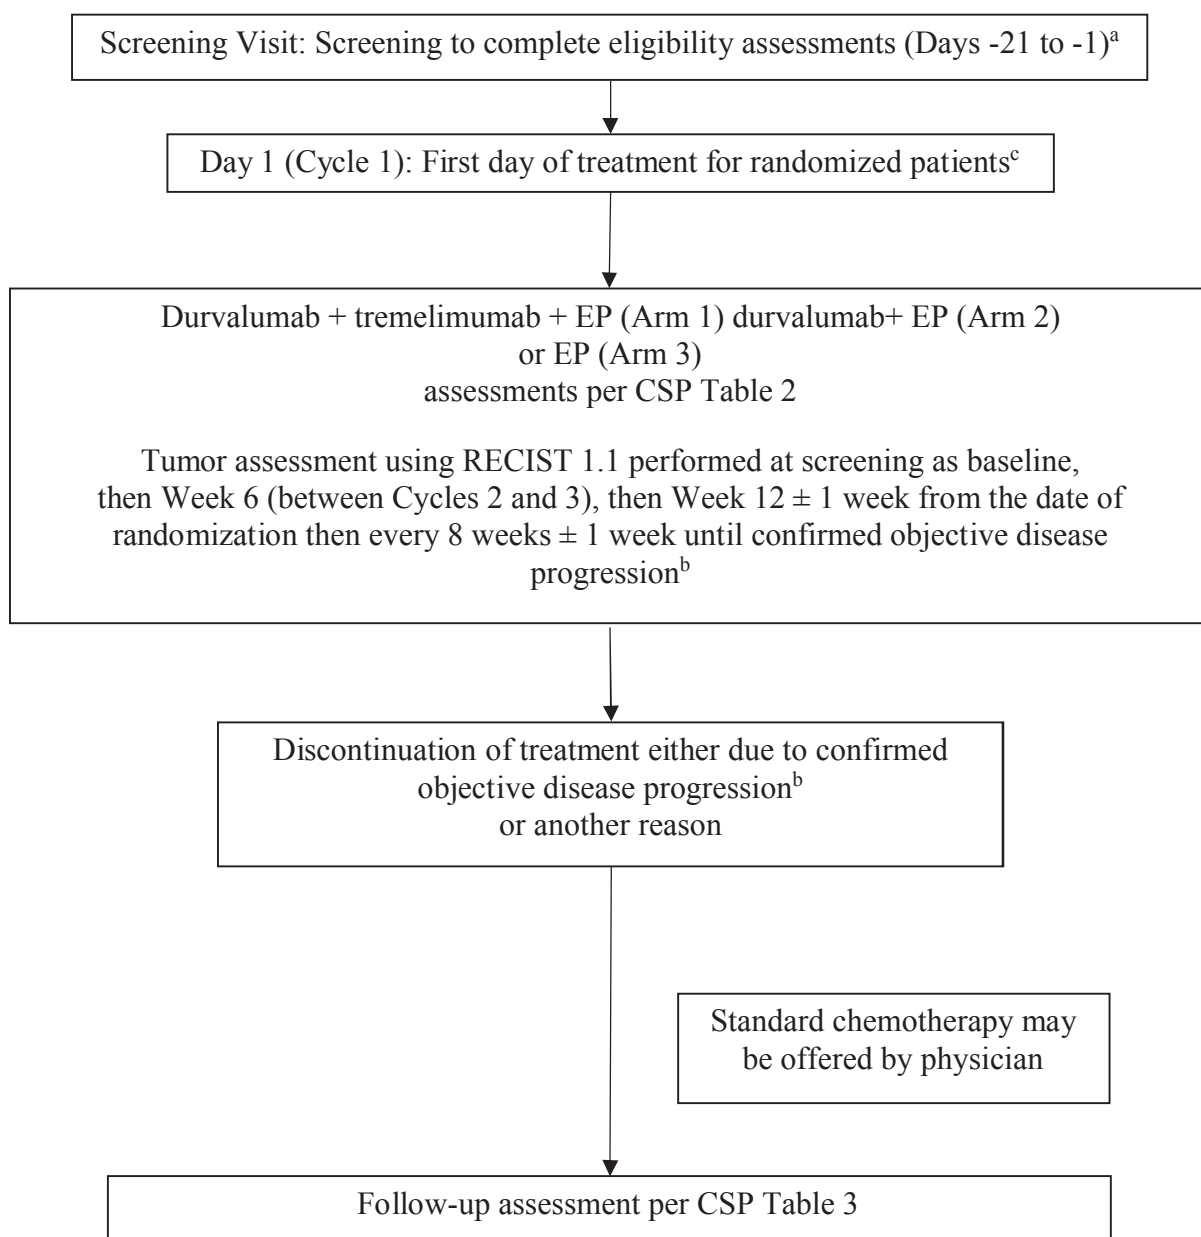 Screening Visit: Screening to complete eligibility assessments (Days -21 to -1)ᵃ
Day 1 (Cycle 1): First day of treatment for randomized patientsᶜ
Durvalumab + tremelimumab + EP (Arm 1) durvalumab+ EP (Arm 2)
or EP (Arm 3)
assessments per CSP Table 2
Tumor assessment using RECIST 1.1 performed at screening as baseline,
then Week 6 (between Cycles 2 and 3), then Week 12 ± 1 week from the date of
randomization then every 8 weeks ± 1 week until confirmed objective disease
progressionᵇ
Discontinuation of treatment either due to confirmed
objective disease progressionᵇ
or another reason
Standard chemotherapy may
be offered by physician
Follow-up assessment per CSP Table 3